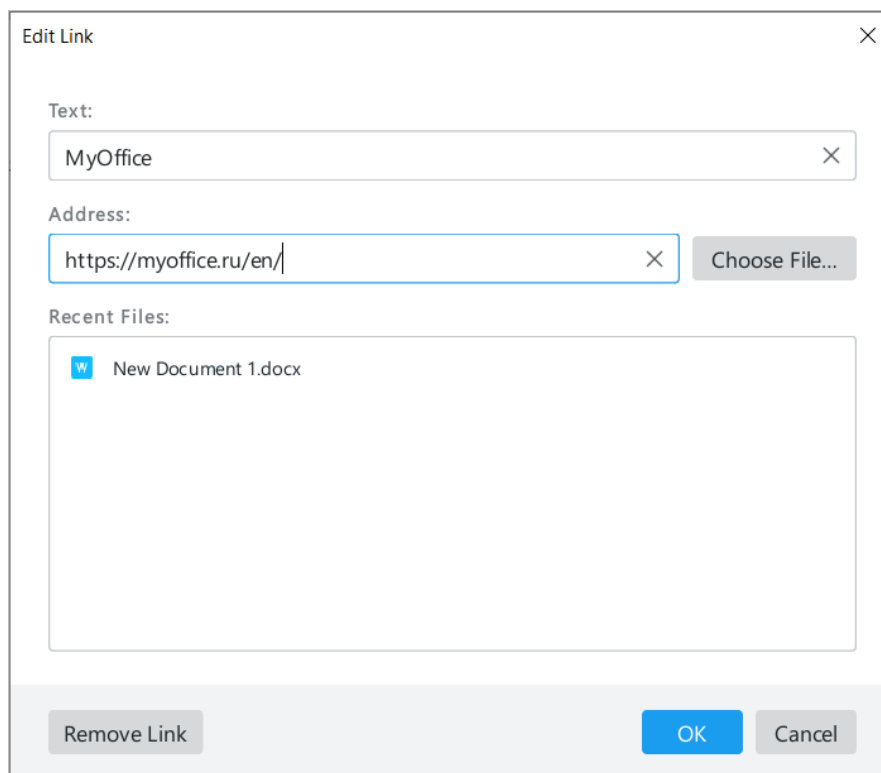 Edit Link
Text:
MyOffice
Address:
https://myoffice.ru/en/
Choose File...
Recent Files:
W New Document 1.docx
Remove Link OK Cancel